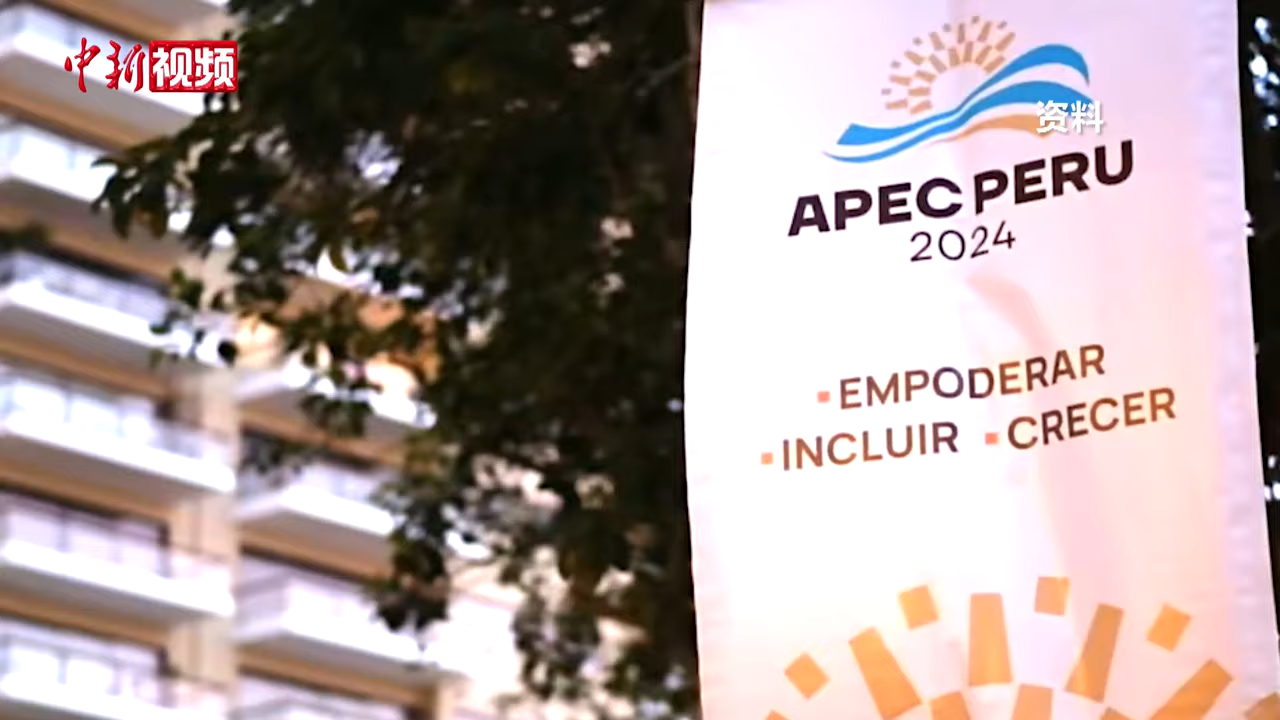 中新视频
资料
APEC PERU
2024
▪EMPODERAR
▪INCLUIR ▪CRECER